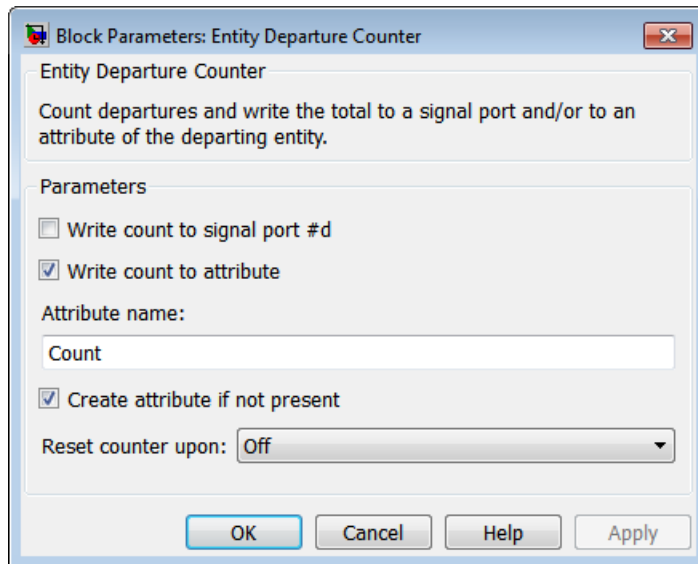 Block Parameters: Entity Departure Counter
Entity Departure Counter
Count departures and write the total to a signal port and/or to an
attribute of the departing entity.
Parameters
Write count to signal port #d
Write count to attribute
Attribute name:
Count
Create attribute if not present
Reset counter upon: Off
OK Cancel Help Apply